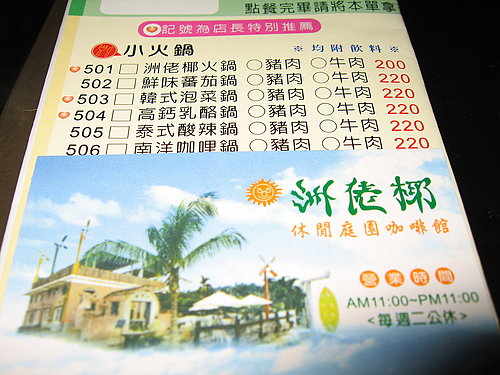 點餐完畢請將本單拿
記號為店長特別推薦
小火鍋
※ 均附飲料 ※
501 洲佬椰火鍋 豬肉 牛肉 200
502 鮮味蕃茄鍋 豬肉 牛肉 220
503 韓式泡菜鍋 豬肉 牛肉 220
504 高鈣乳酪鍋 豬肉 牛肉 220
505 泰式酸辣鍋 豬肉 牛肉 220
506 南洋咖哩鍋 豬肉 牛肉 220
洲佬椰
休閒庭園咖啡館
營業時間
AM11:00~PM11:00
<每週二公休>